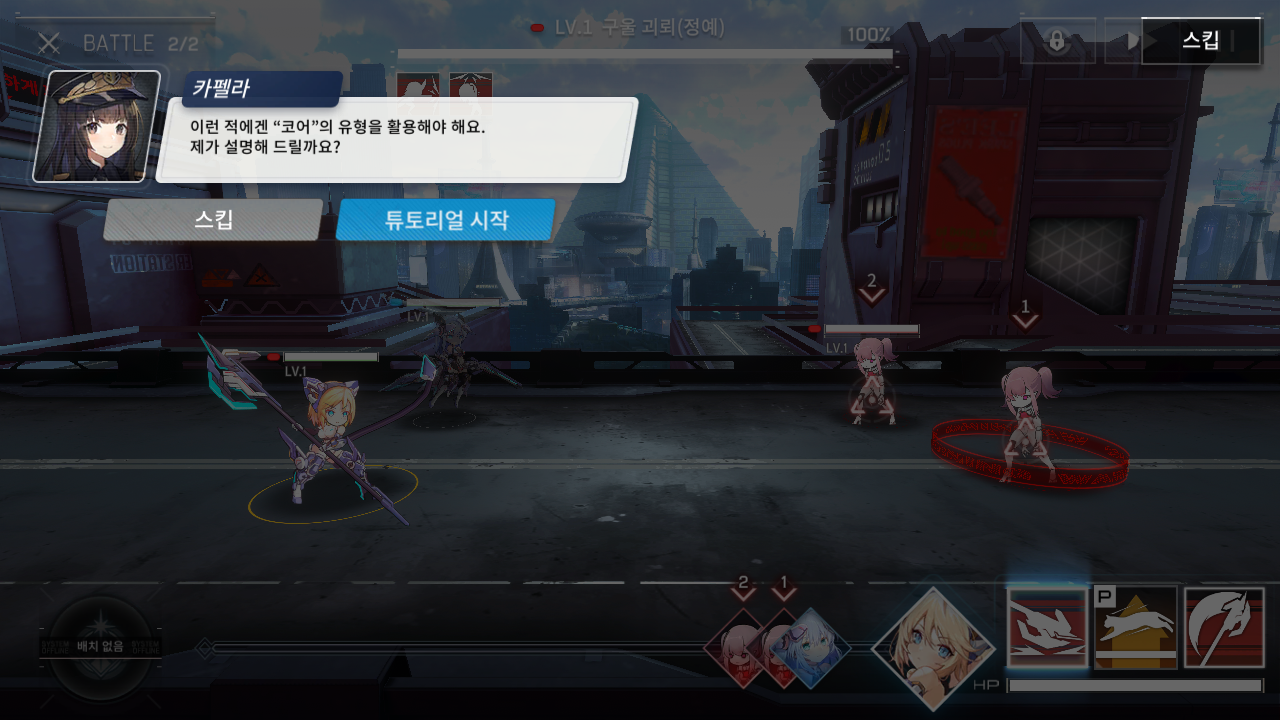 BATTLE 2/2
LV.1 구울 괴뢰(정예)
100%
스킵
카펠라
이런 적에겐 “코어”의 유형을 활용해야 해요.
제가 설명해 드릴까요?
스킵
튜토리얼 시작
LV.1
LV.1
2
1
LV.1
2
1
P
배치 없음
HP